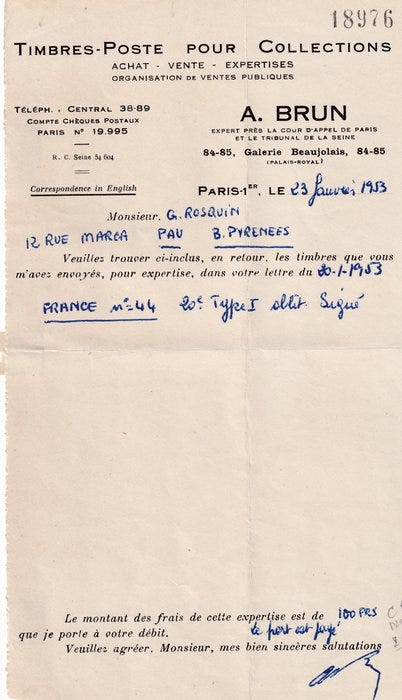 18976
TIMBRES-POSTE POUR COLLECTIONS
ACHAT - VENTE - EXPERTISES
ORGANISATION DE VENTES PUBLIQUES
TÉLÉPH. : CENTRAL 38-89
COMPTE CHÈQUES POSTAUX
PARIS N° 19.995
R. C. Seine 54 604
Correspondence in English
A. BRUN
EXPERT PRÈS LA COUR D'APPEL DE PARIS
ET LE TRIBUNAL DE LA SEINE
84-85, Galerie Beaujolais, 84-85
(PALAIS-ROYAL)
PARIS-1ER, LE 23 Janvier 1953
Monsieur. G. ROSQUIN
12 RUE MARCA PAU B. PYRENEES
Veuillez trouver ci-inclus, en retour, les timbres que vous
m'avez envoyés, pour expertise, dans votre lettre du 20-1-1953
FRANCE n°=44 20c Type I oblit. Signé
Le montant des frais de cette expertise est de 100 FRS
que je porte à votre débit. le port est payé
Veuillez agréer, Monsieur, mes bien sincères salutations